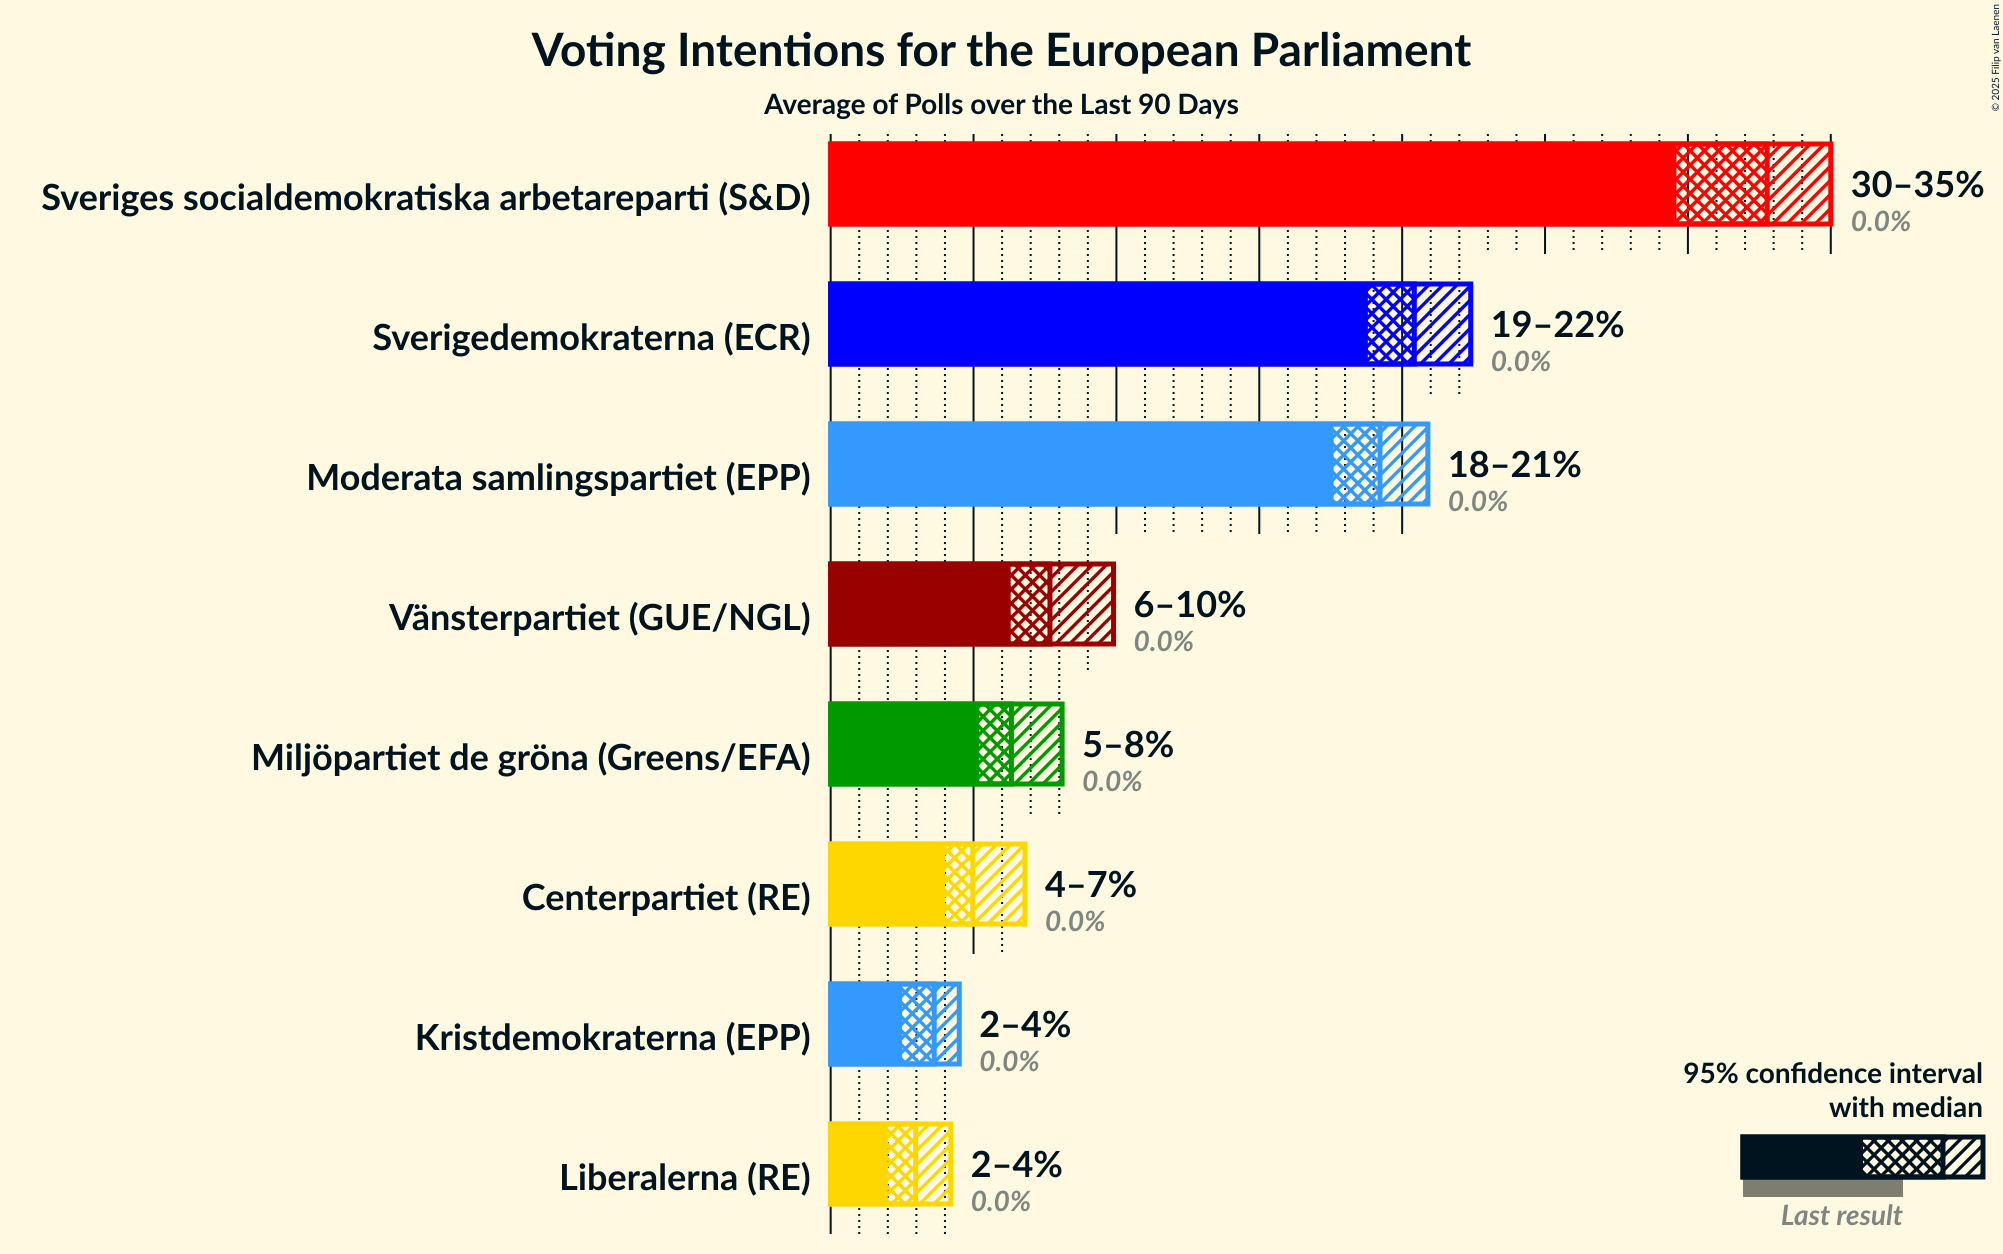 Voting Intentions for the European Parliament
Average of Polls over the Last 90 Days
© 2025 Filip van Laenen
Sveriges socialdemokratiska arbetareparti (S&D)
30–35%
0.0%
Sverigedemokraterna (ECR)
19–22%
0.0%
Moderata samlingspartiet (EPP)
18–21%
0.0%
Vänsterpartiet (GUE/NGL)
6–10%
0.0%
Miljöpartiet de gröna (Greens/EFA)
5–8%
0.0%
Centerpartiet (RE)
4–7%
0.0%
Kristdemokraterna (EPP)
2–4%
0.0%
Liberalerna (RE)
2–4%
0.0%
95% confidence interval
with median
Last result